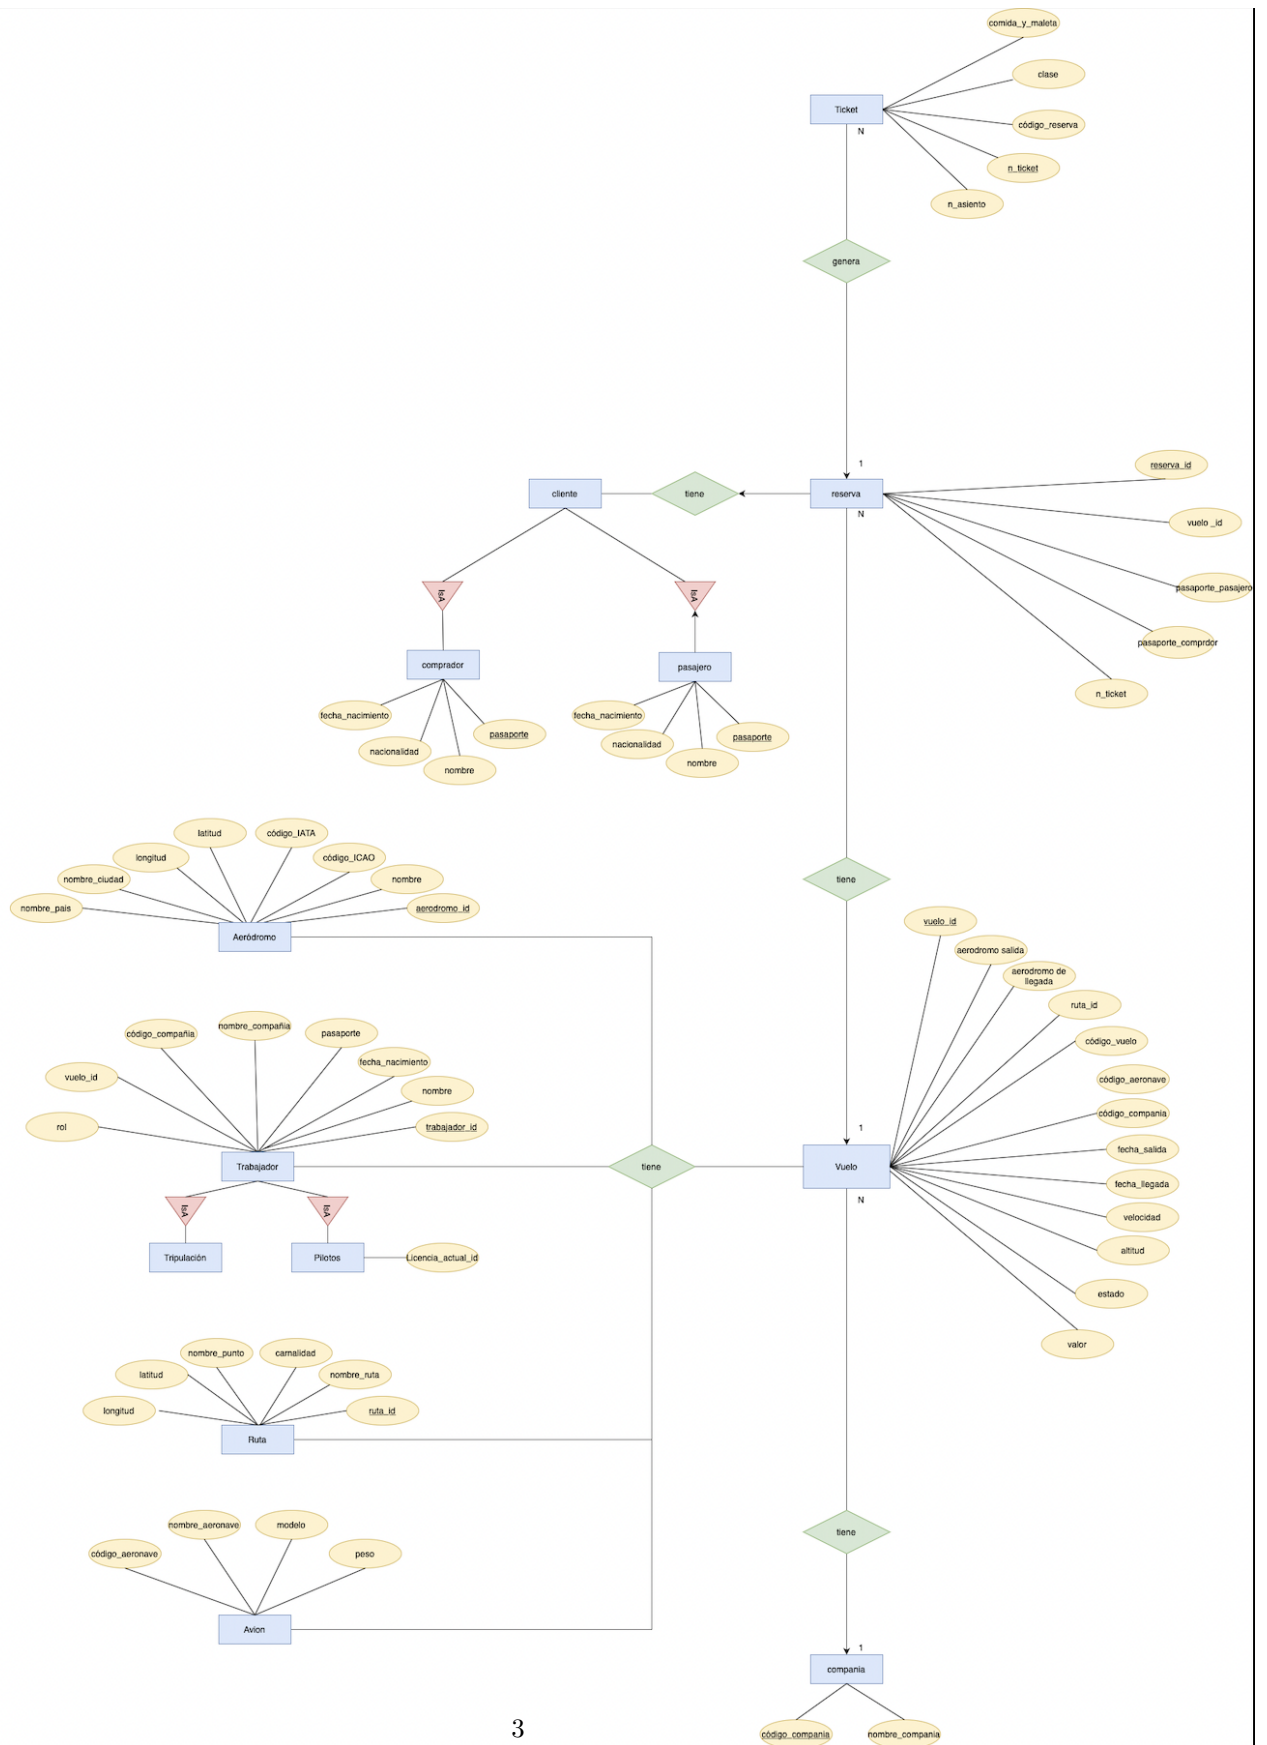 comida_y_maleta
clase
Ticket
código_reserva
N
n_ticket
n_asiento
genera
1
reserva_id
cliente
tiene
reserva
N
vuelo _id
pasaporte_pasajero
IsA
IsA
pasaporte_comprdor
comprador
pasajero
n_ticket
fecha_nacimiento
pasaporte
nacionalidad
nombre
fecha_nacimiento
pasaporte
nacionalidad
nombre
latitud
código_IATA
longitud
código_ICAO
nombre_ciudad
nombre
nombre_pais
aerodromo_id
Aeródromo
tiene
vuelo_id
aerodromo salida
aerodromo de
llegada
ruta_id
código_vuelo
código_aeronave
código_compania
fecha_salida
fecha_llegada
velocidad
altitud
estado
valor
1
Vuelo
N
código_compañia
nombre_compañia
pasaporte
fecha_nacimiento
vuelo_id
nombre
rol
trabajador_id
Trabajador
tiene
IsA
IsA
Tripulación
Pilotos
Licencia_actual_id
nombre_punto
carnalidad
latitud
nombre_ruta
longitud
ruta_id
Ruta
nombre_aeronave
modelo
código_aeronave
peso
Avion
tiene
1
compania
código_compania
nombre_compania
3